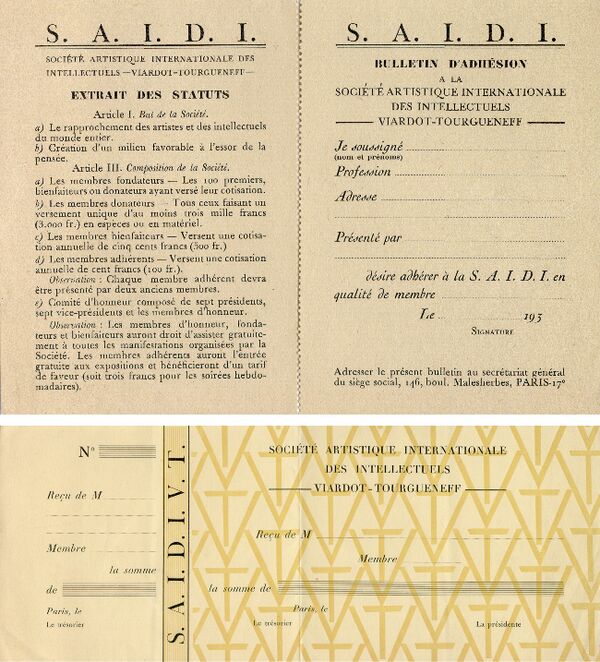 S. A. I. D. I.
SOCIÉTÉ ARTISTIQUE INTERNATIONALE DES
INTELLECTUELS —VIARDOT-TOURGUENEFF—
EXTRAIT DES STATUTS
Article I. But de la Société.
a) Le rapprochement des artistes et des intellectuels
du monde entier.
b) Création d'un milieu favorable à l'essor de la
pensée.
Article III. Composition de la Société.
a) Les membres fondateurs — Les 100 premiers,
bienfaiteurs ou donateurs ayant versé leur cotisation.
b) Les membres donateurs — Tous ceux faisant un
versement unique d'au moins trois mille francs
(3.000 fr.) en espèces ou en matériel.
c) Les membres bienfaiteurs — Versent une cotisa-
tion annuelle de cinq cents francs (500 fr.)
d) Les membres adhérents — Versent une cotisation
annuelle de cent francs (100 fr.).
Observation : Chaque membre adhérent devra
être présenté par deux anciens membres.
e) Comité d'honneur composé de sept présidents,
sept vice-présidents et les membres d'honneur.
Observation : Les membres d'honneur, fonda-
teurs et bienfaiteurs auront droit d'assister gratuite-
ment à toutes les manifestations organisées par la
Société. Les membres adhérents auront l'entrée
gratuite aux expositions et bénéficieront d'un tarif
de faveur (soit trois francs pour les soirées hebdo-
madaires).
S. A. I. D. I.
BULLETIN D'ADHÉSION
A LA
SOCIÉTÉ ARTISTIQUE INTERNATIONALE
DES INTELLECTUELS
VIARDOT-TOURGUENEFF
Je soussigné
(nom et prénoms)
Profession
Adresse
Présenté par
désire adhérer à la S. A. I. D. I. en
qualité de membre
Le 193
SIGNATURE
Adresser le présent bulletin au secrétariat général
du siège social, 146, boul. Malesherbes, PARIS-17e
Nº
Reçu de M
Membre
la somme
de
Paris, le
Le trésorier
S. A. I. D. I. V. T.
SOCIÉTÉ ARTISTIQUE INTERNATIONALE
DES INTELLECTUELS
VIARDOT-TOURGUENEFF
Reçu de M
Membre
la somme de
Paris, le
Le trésorier La présidente